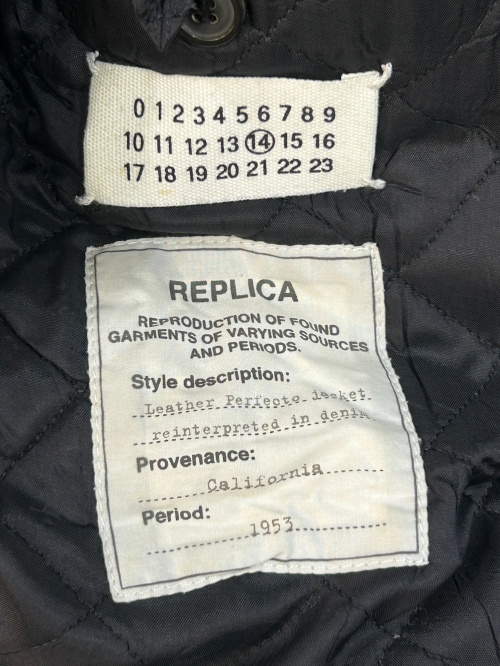 0 1 2 3 4 5 6 7 8 9
10 11 12 13 14 15 16
17 18 19 20 21 22 23
REPLICA
REPRODUCTION OF FOUND
GARMENTS OF VARYING SOURCES
AND PERIODS.
Style description:
Leather Perfecto jacket
reinterpreted in denim
Provenance:
California
Period:
1953